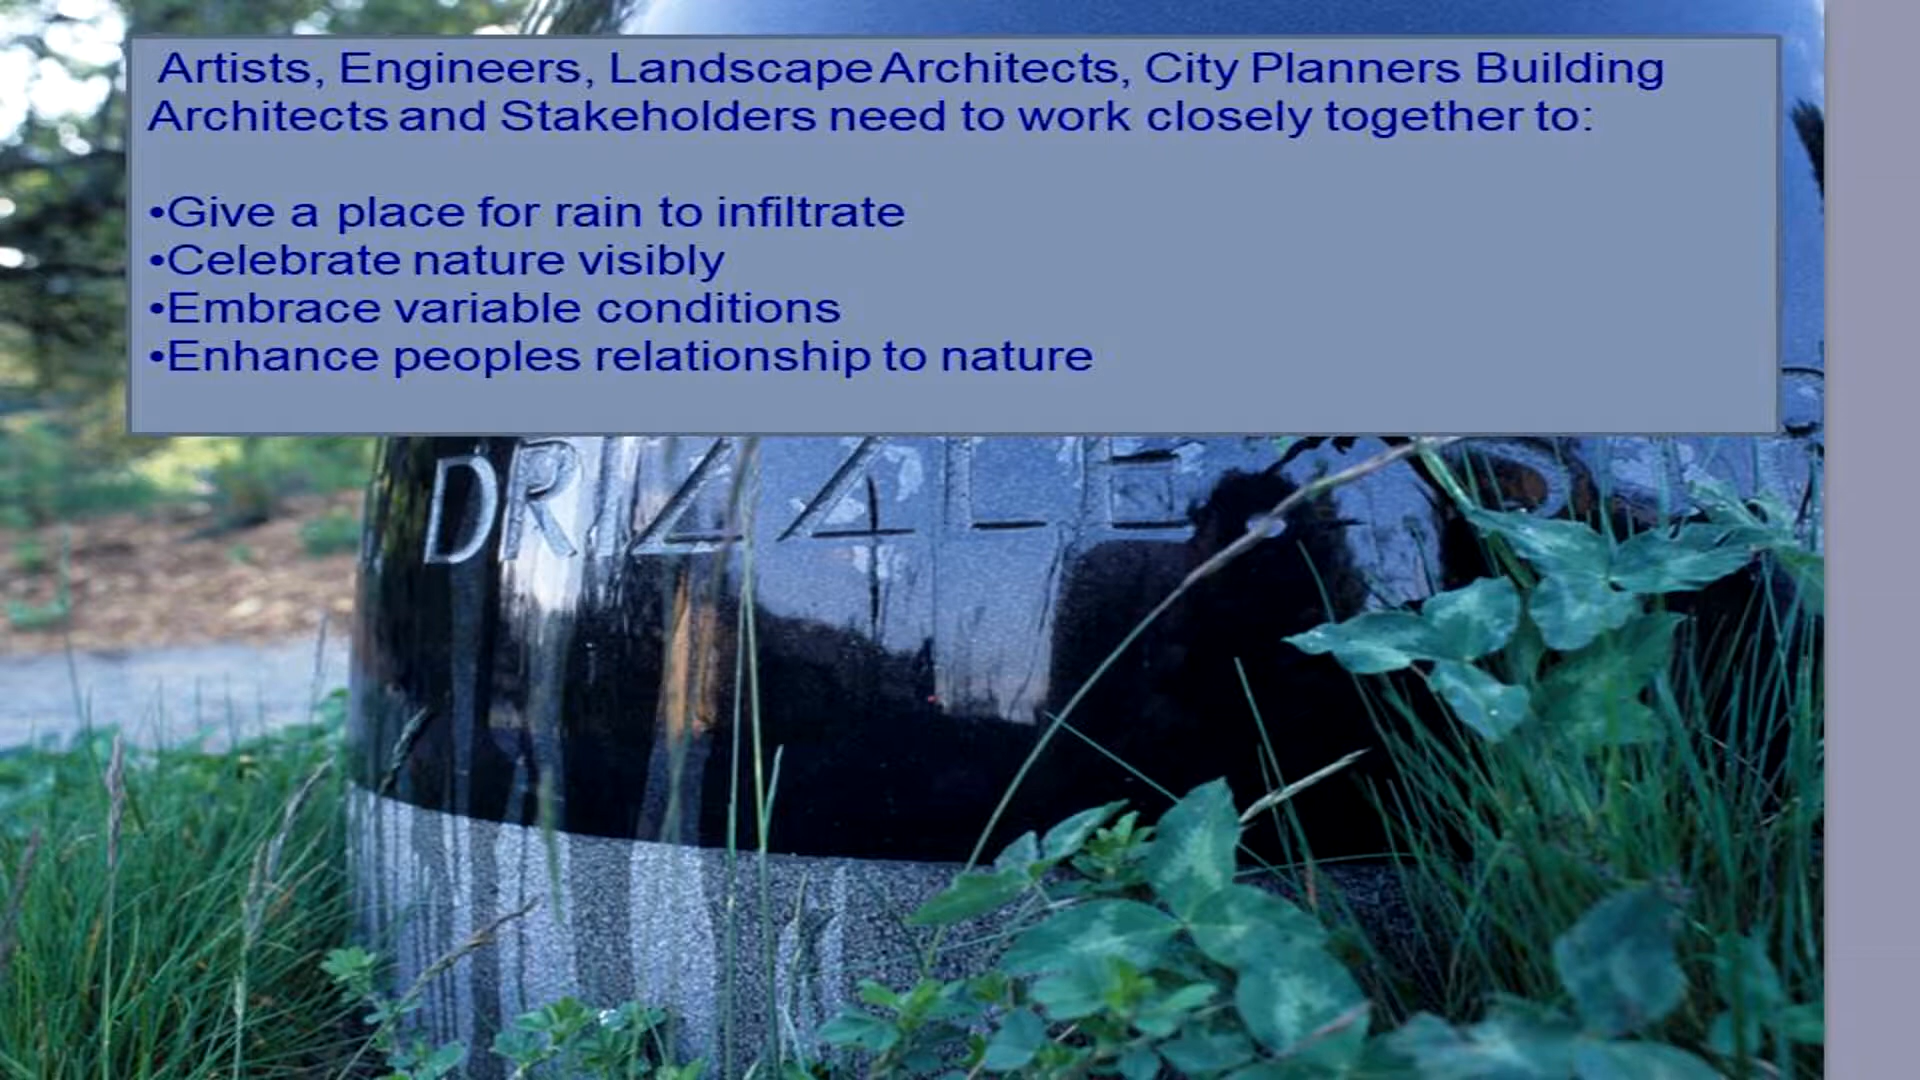 Artists, Engineers, Landscape Architects, City Planners Building
Architects and Stakeholders need to work closely together to:
•Give a place for rain to infiltrate
•Celebrate nature visibly
•Embrace variable conditions
•Enhance peoples relationship to nature
DRIZZLE